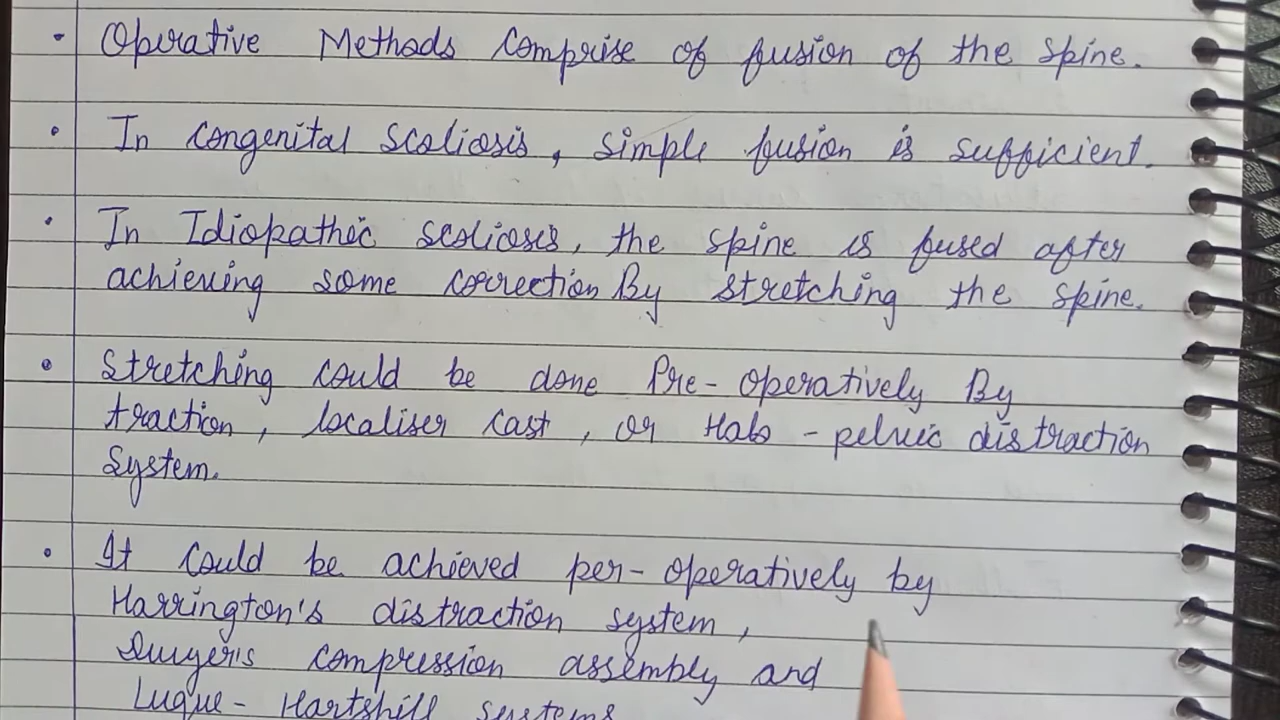 • Operative Methods comprise of fusion of the spine.
• In congenital scoliosis, simple fusion is sufficient.
• In Idiopathic scoliosis, the spine is fused after
achieving some correction By stretching the spine.
• Stretching could be done Pre-operatively By
traction, localiser cast, or Halo-pelvic distraction
system.
• It could be achieved per-operatively by
Harrington's distraction system,
Dwyer's compression assembly and
Luque-Hartshill systems